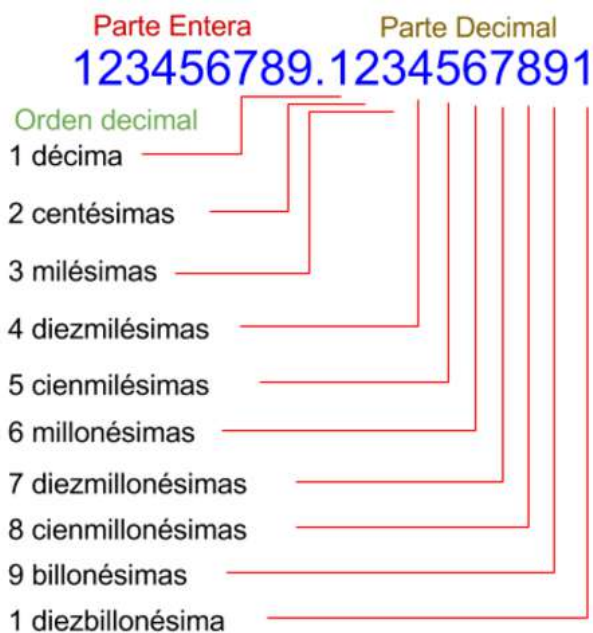 Parte Entera Parte Decimal
123456789.1234567891
Orden decimal
1 décima
2 centésimas
3 milésimas
4 diezmilésimas
5 cienmilésimas
6 millonésimas
7 diezmillonésimas
8 cienmillonésimas
9 billonésimas
1 diezbillonésima